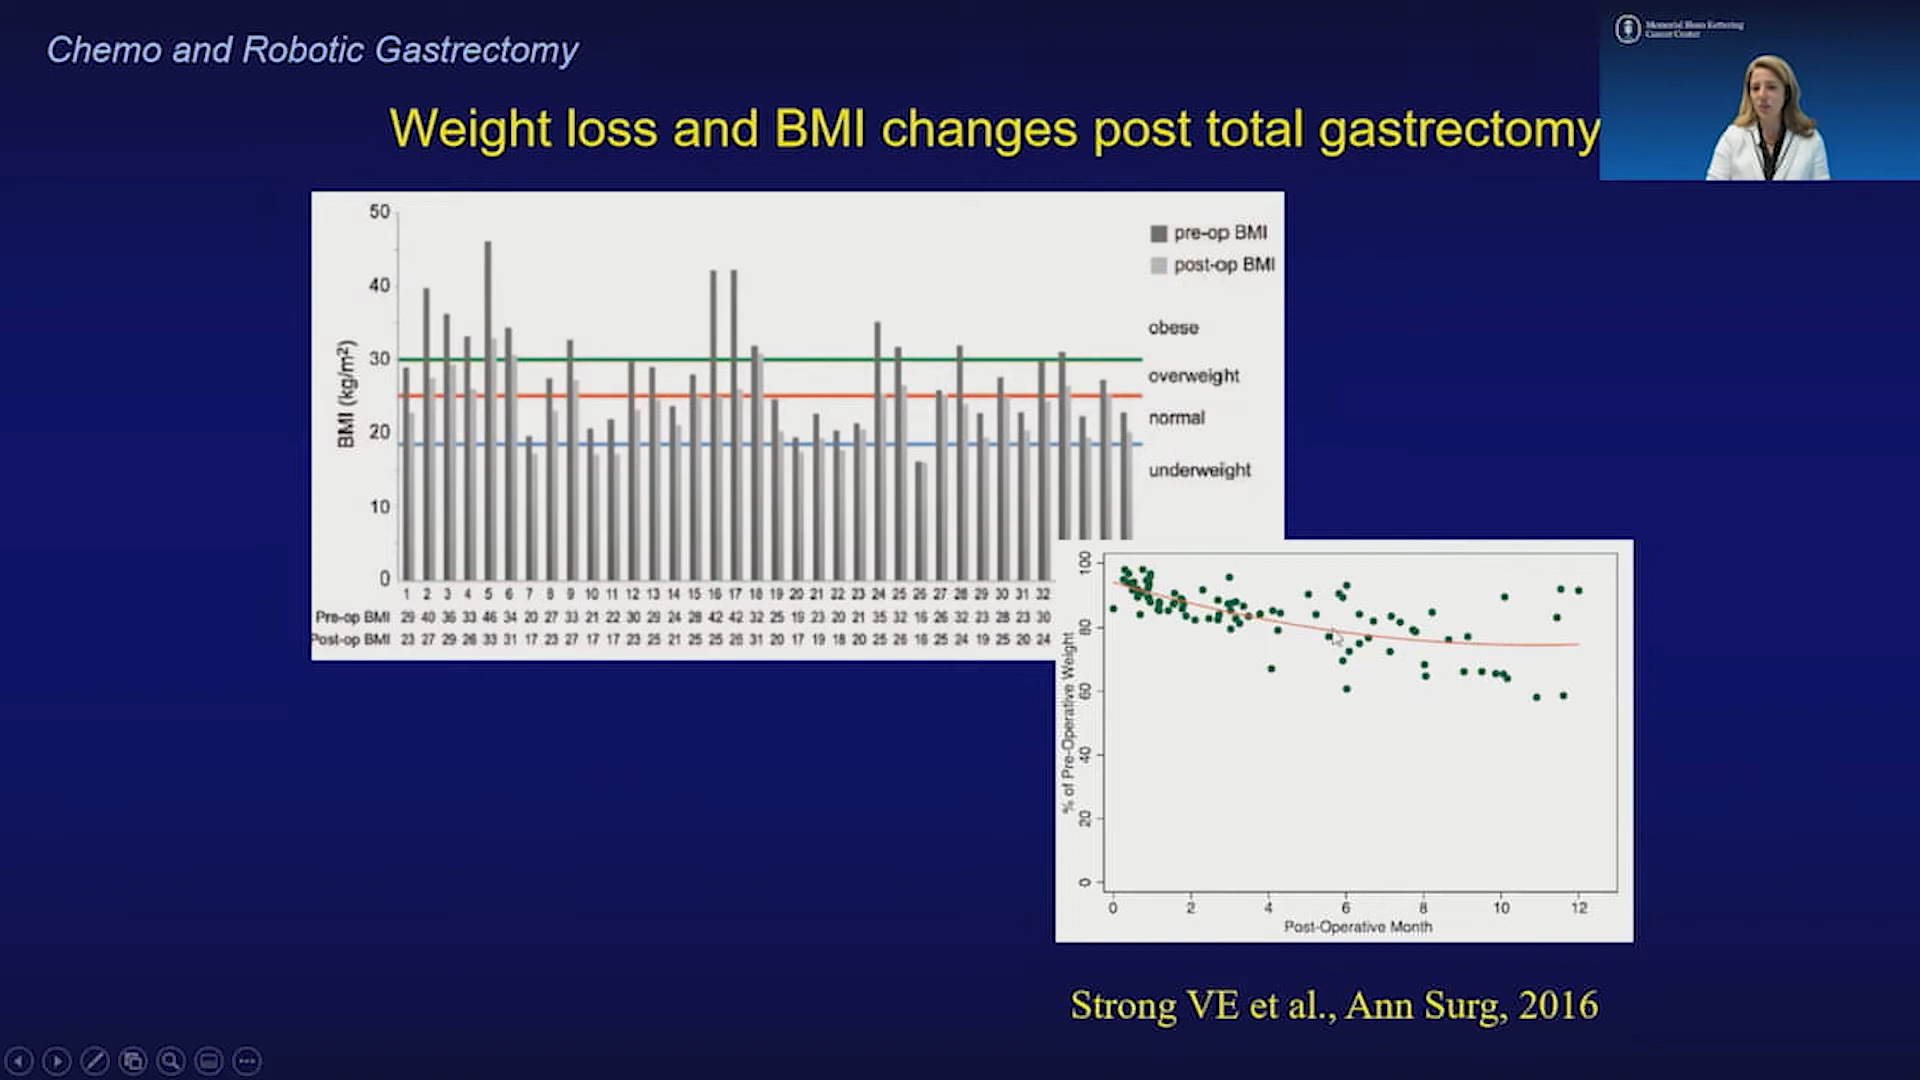 Chemo and Robotic Gastrectomy
Memorial Sloan Kettering
Cancer Center
Weight loss and BMI changes post total gastrectomy
50
40
30
20
10
0
BMI (kg/m²)
pre-op BMI
post-op BMI
obese
overweight
normal
underweight
1 2 3 4 5 6 7 8 9 10 11 12 13 14 15 16 17 18 19 20 21 22 23 24 25 26 27 28 29 30 31 32
Pre-op BMI 29 40 36 33 46 34 20 27 33 21 22 30 29 24 28 42 42 32 25 19 23 20 21 35 32 16 26 32 23 28 23 30
Post-op BMI 23 27 29 26 33 31 17 23 27 17 17 23 25 21 25 25 26 31 20 17 19 18 20 25 26 16 25 24 19 25 20 24
100
80
60
40
20
0
% of Pre-Operative Weight
0 2 4 6 8 10 12
Post-Operative Month
Strong VE et al., Ann Surg, 2016